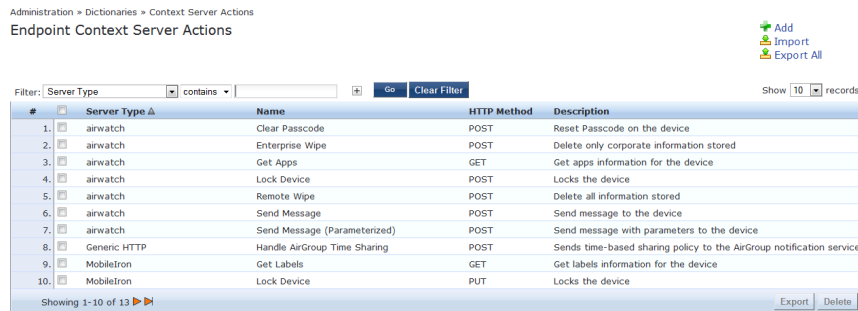 Administration » Dictionaries » Context Server Actions
Endpoint Context Server Actions
Add
Import
Export All
Filter: Server Type contains + Go Clear Filter Show 10 records
# Server Type Name HTTP Method Description
1. airwatch Clear Passcode POST Reset Passcode on the device
2. airwatch Enterprise Wipe POST Delete only corporate information stored
3. airwatch Get Apps GET Get apps information for the device
4. airwatch Lock Device POST Locks the device
5. airwatch Remote Wipe POST Delete all information stored
6. airwatch Send Message POST Send message to the device
7. airwatch Send Message (Parameterized) POST Send message with parameters to the device
8. Generic HTTP Handle AirGroup Time Sharing POST Sends time-based sharing policy to the AirGroup notification service
9. MobileIron Get Labels GET Get labels information for the device
10. MobileIron Lock Device PUT Locks the device
Showing 1-10 of 13 Export Delete